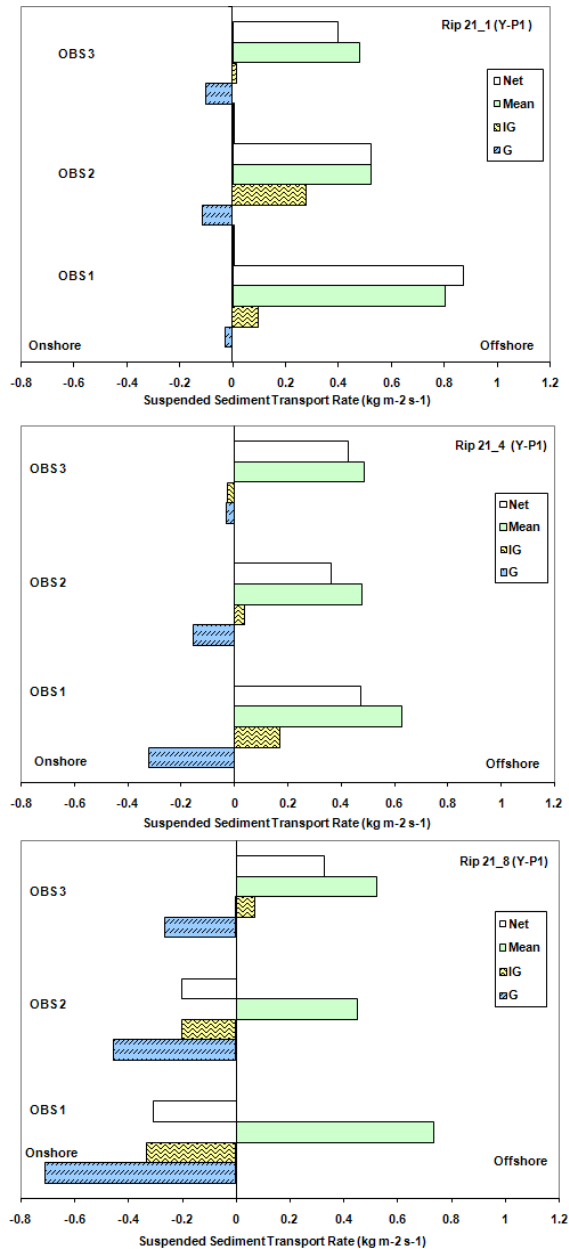 Rip 21_1 (Y-P1)
OBS3
Net
Mean
IG
G
OBS2
OBS1
Onshore
Offshore
-0.8 -0.6 -0.4 -0.2 0 0.2 0.4 0.6 0.8 1 1.2
Suspended Sediment Transport Rate (kg m-2 s-1)
Rip 21_4 (Y-P1)
OBS3
Net
Mean
IG
G
OBS2
OBS1
Onshore
Offshore
-0.8 -0.6 -0.4 -0.2 0 0.2 0.4 0.6 0.8 1 1.2
Suspended Sediment Transport Rate (kg m-2 s-1)
Rip 21_8 (Y-P1)
OBS3
Net
Mean
IG
G
OBS2
OBS1
Onshore
Offshore
-0.8 -0.6 -0.4 -0.2 0 0.2 0.4 0.6 0.8 1 1.2
Suspended Sediment Transport Rate (kg m-2 s-1)